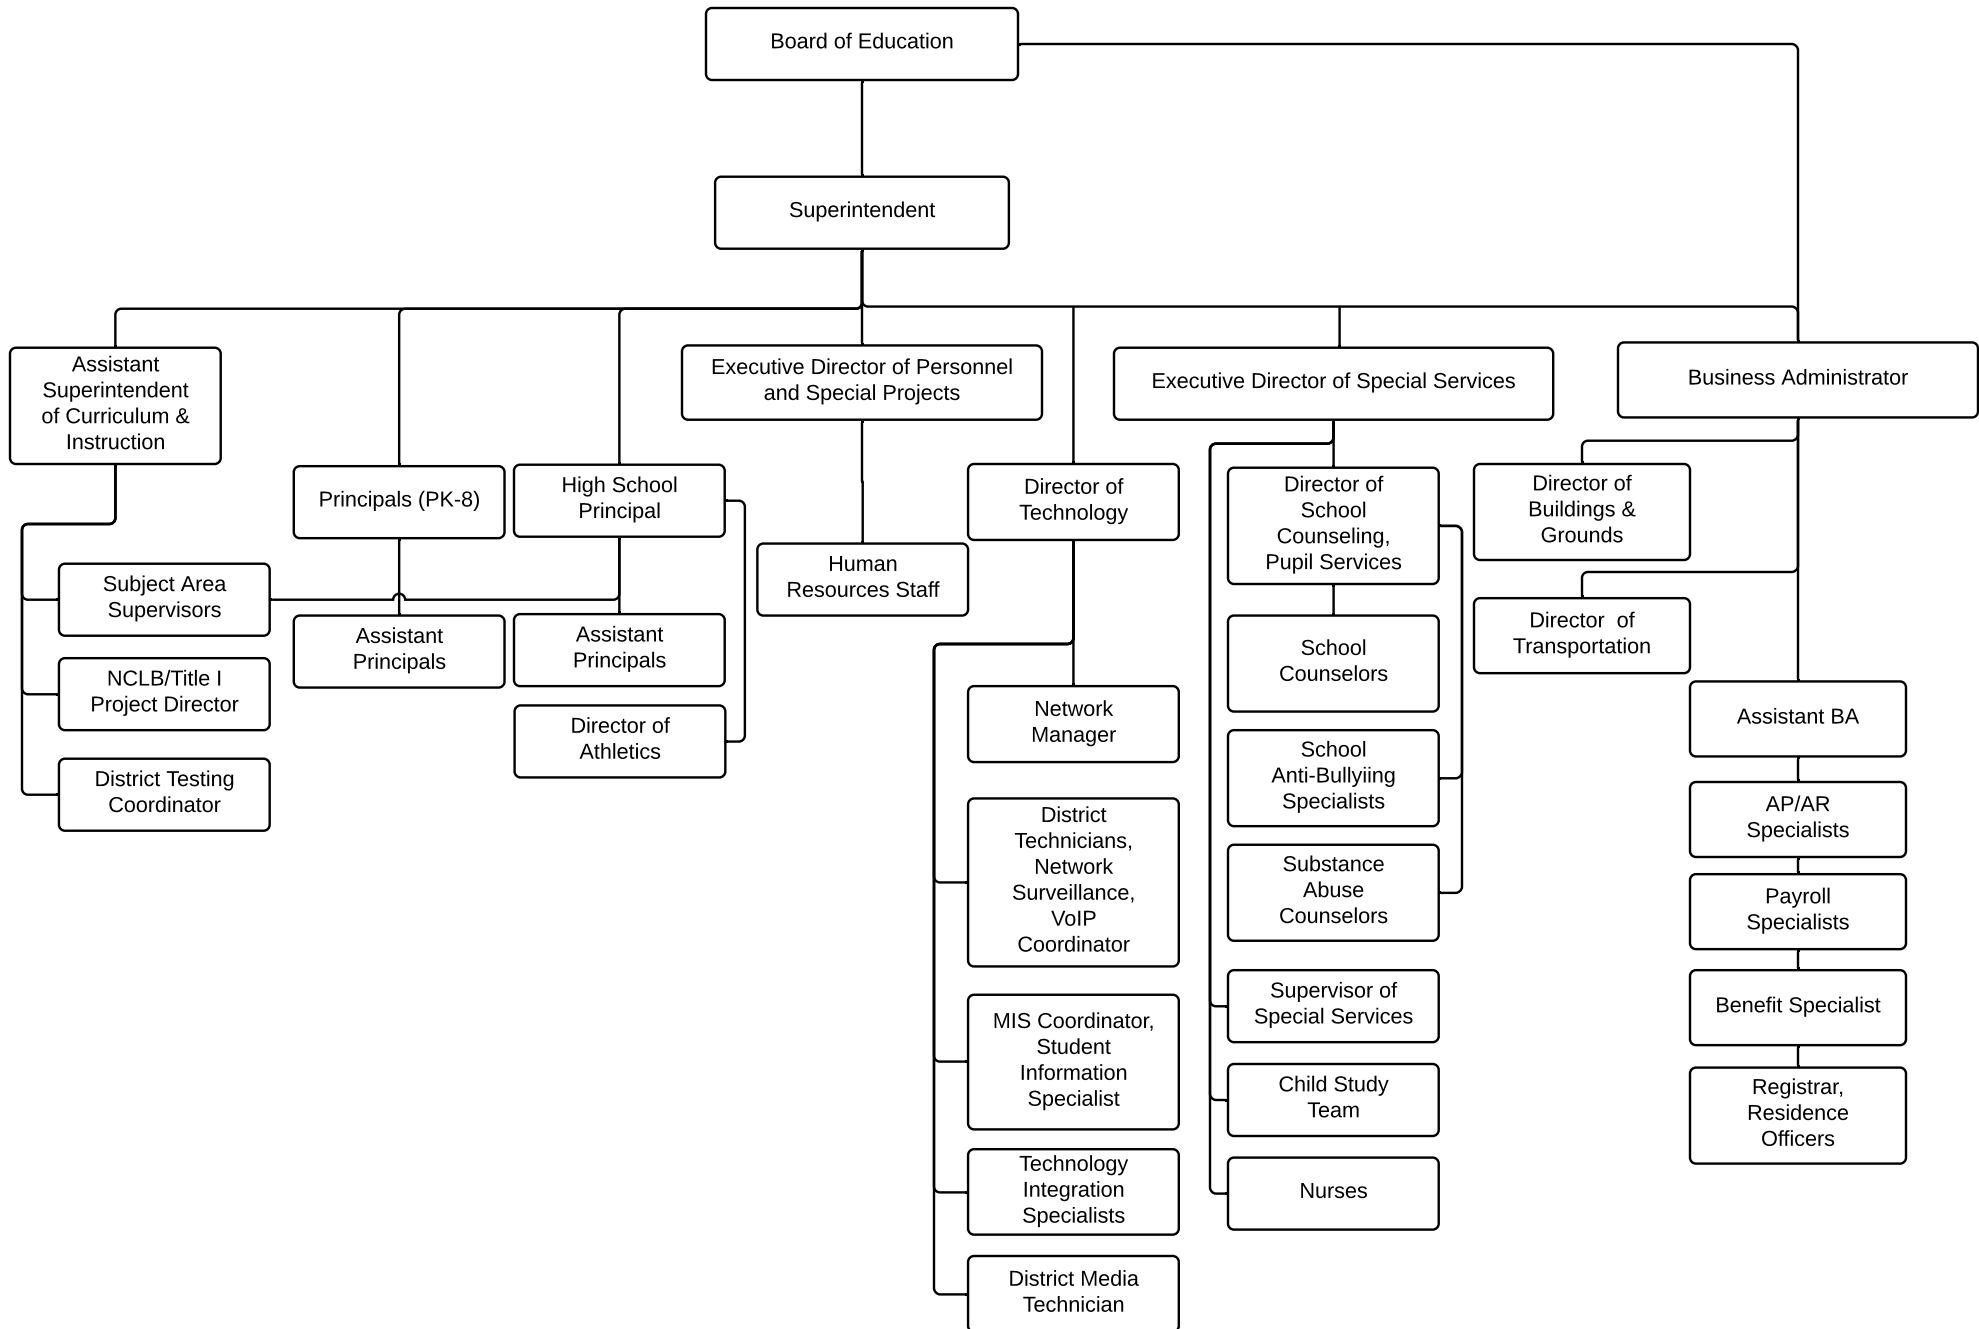 Board of Education
Superintendent
Assistant
Superintendent
of Curriculum &
Instruction
Executive Director of Personnel
and Special Projects
Executive Director of Special Services
Business Administrator
Principals (PK-8)
High School
Principal
Director of
Technology
Director of
School
Counseling,
Pupil Services
Director of
Buildings &
Grounds
Subject Area
Supervisors
Human
Resources Staff
Assistant
Principals
Assistant
Principals
School
Counselors
Director  of
Transportation
NCLB/Title I
Project Director
Director of
Athletics
Network
Manager
Assistant BA
District Testing
Coordinator
School
Anti-Bullyiing
Specialists
AP/AR
Specialists
District
Technicians,
Network
Surveillance,
VoIP
Coordinator
Substance
Abuse
Counselors
Payroll
Specialists
Supervisor of
Special Services
Benefit Specialist
MIS Coordinator,
Student
Information
Specialist
Child Study
Team
Registrar,
Residence
Officers
Technology
Integration
Specialists
Nurses
District Media
Technician